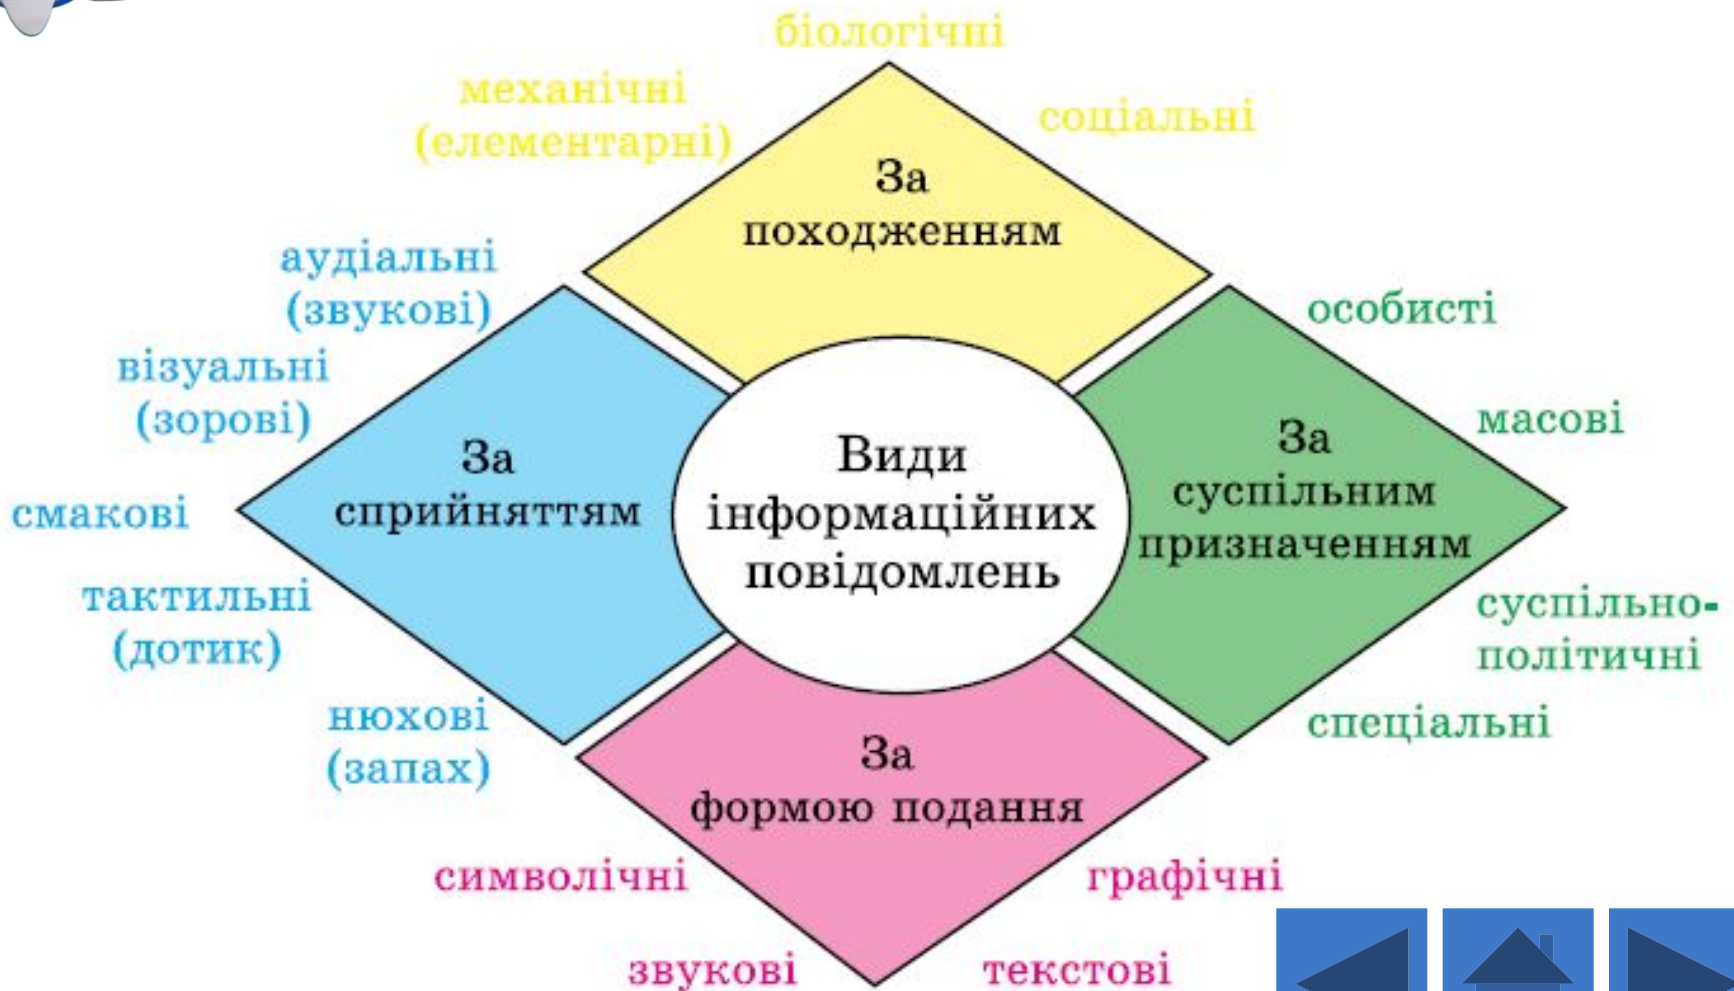 біологічні
механічні
(елементарні)
соціальні
За
походженням
аудіальні
(звукові)
візуальні
(зорові)
смакові
тактильні
(дотик)
нюхові
(запах)
За
сприйняттям
Види
інформаційних
повідомлень
За
суспільним
призначенням
особисті
масові
суспільно-
політичні
спеціальні
За
формою подання
символічні
графічні
звукові
текстові